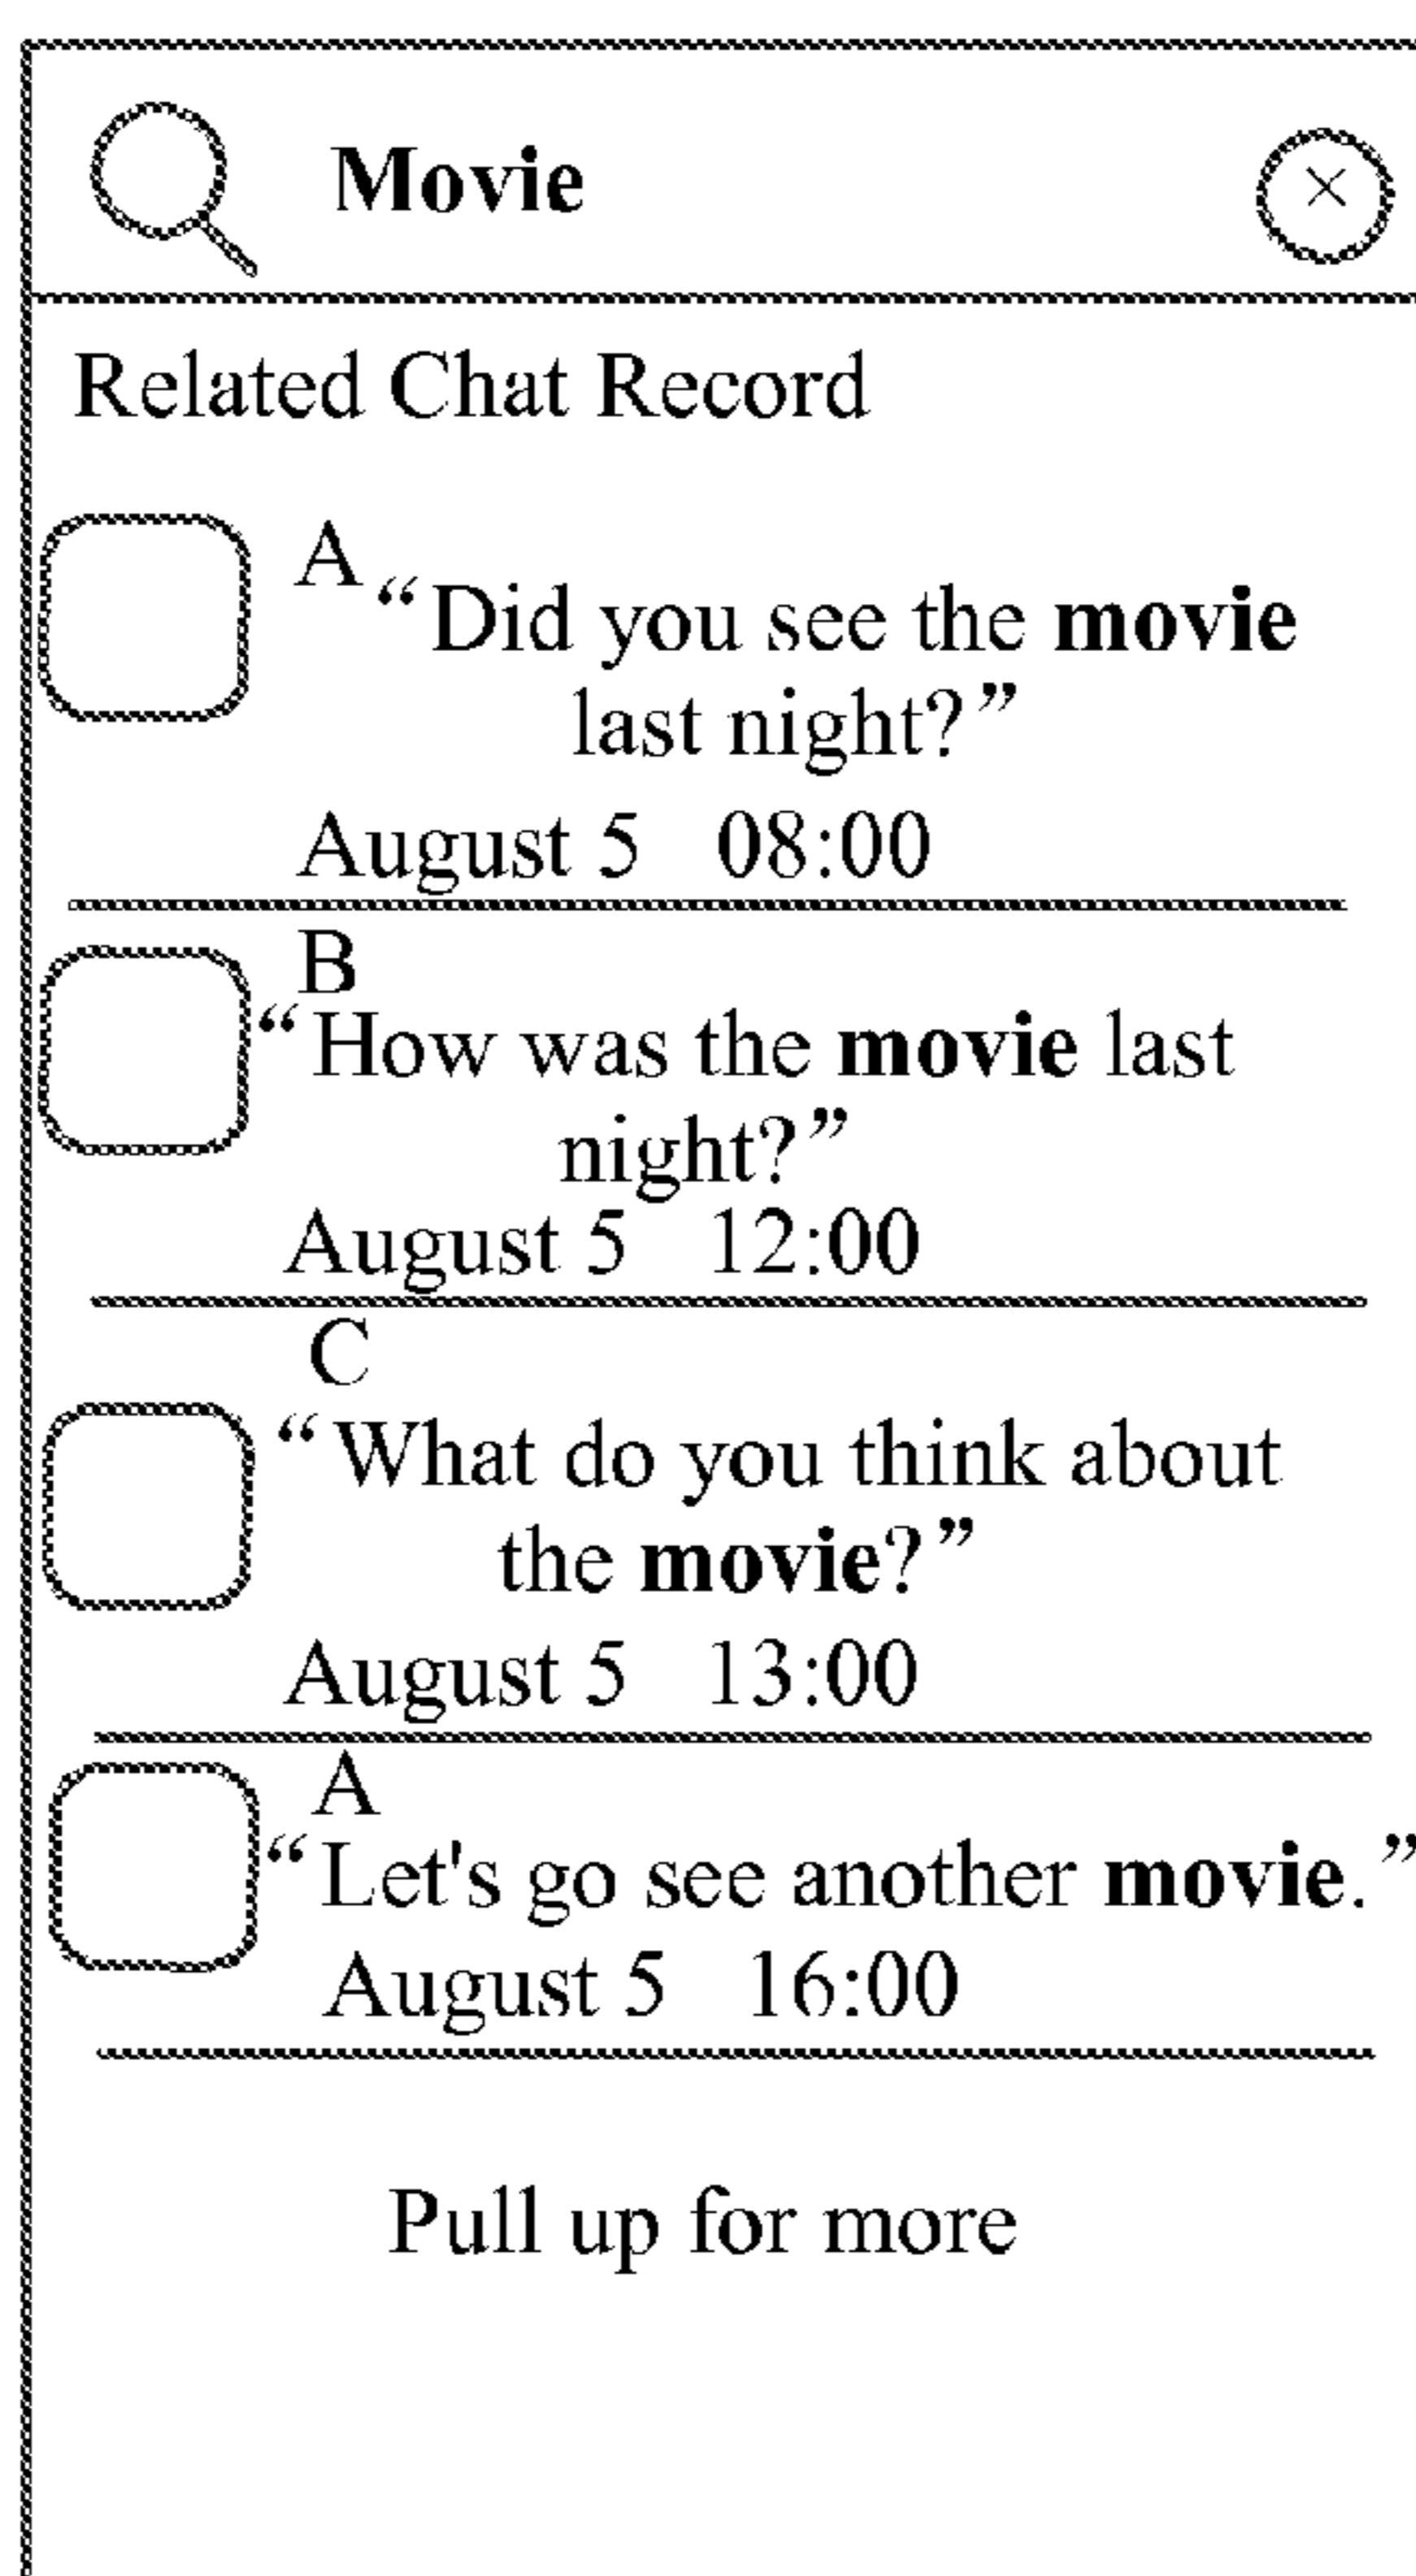 Movie
×
Related Chat Record
A
“Did you see the movie
last night?”
August 5 08:00
B
“How was the movie last
night?”
August 5 12:00
C
“What do you think about
the movie?”
August 5 13:00
A
“Let's go see another movie.”
August 5 16:00
Pull up for more